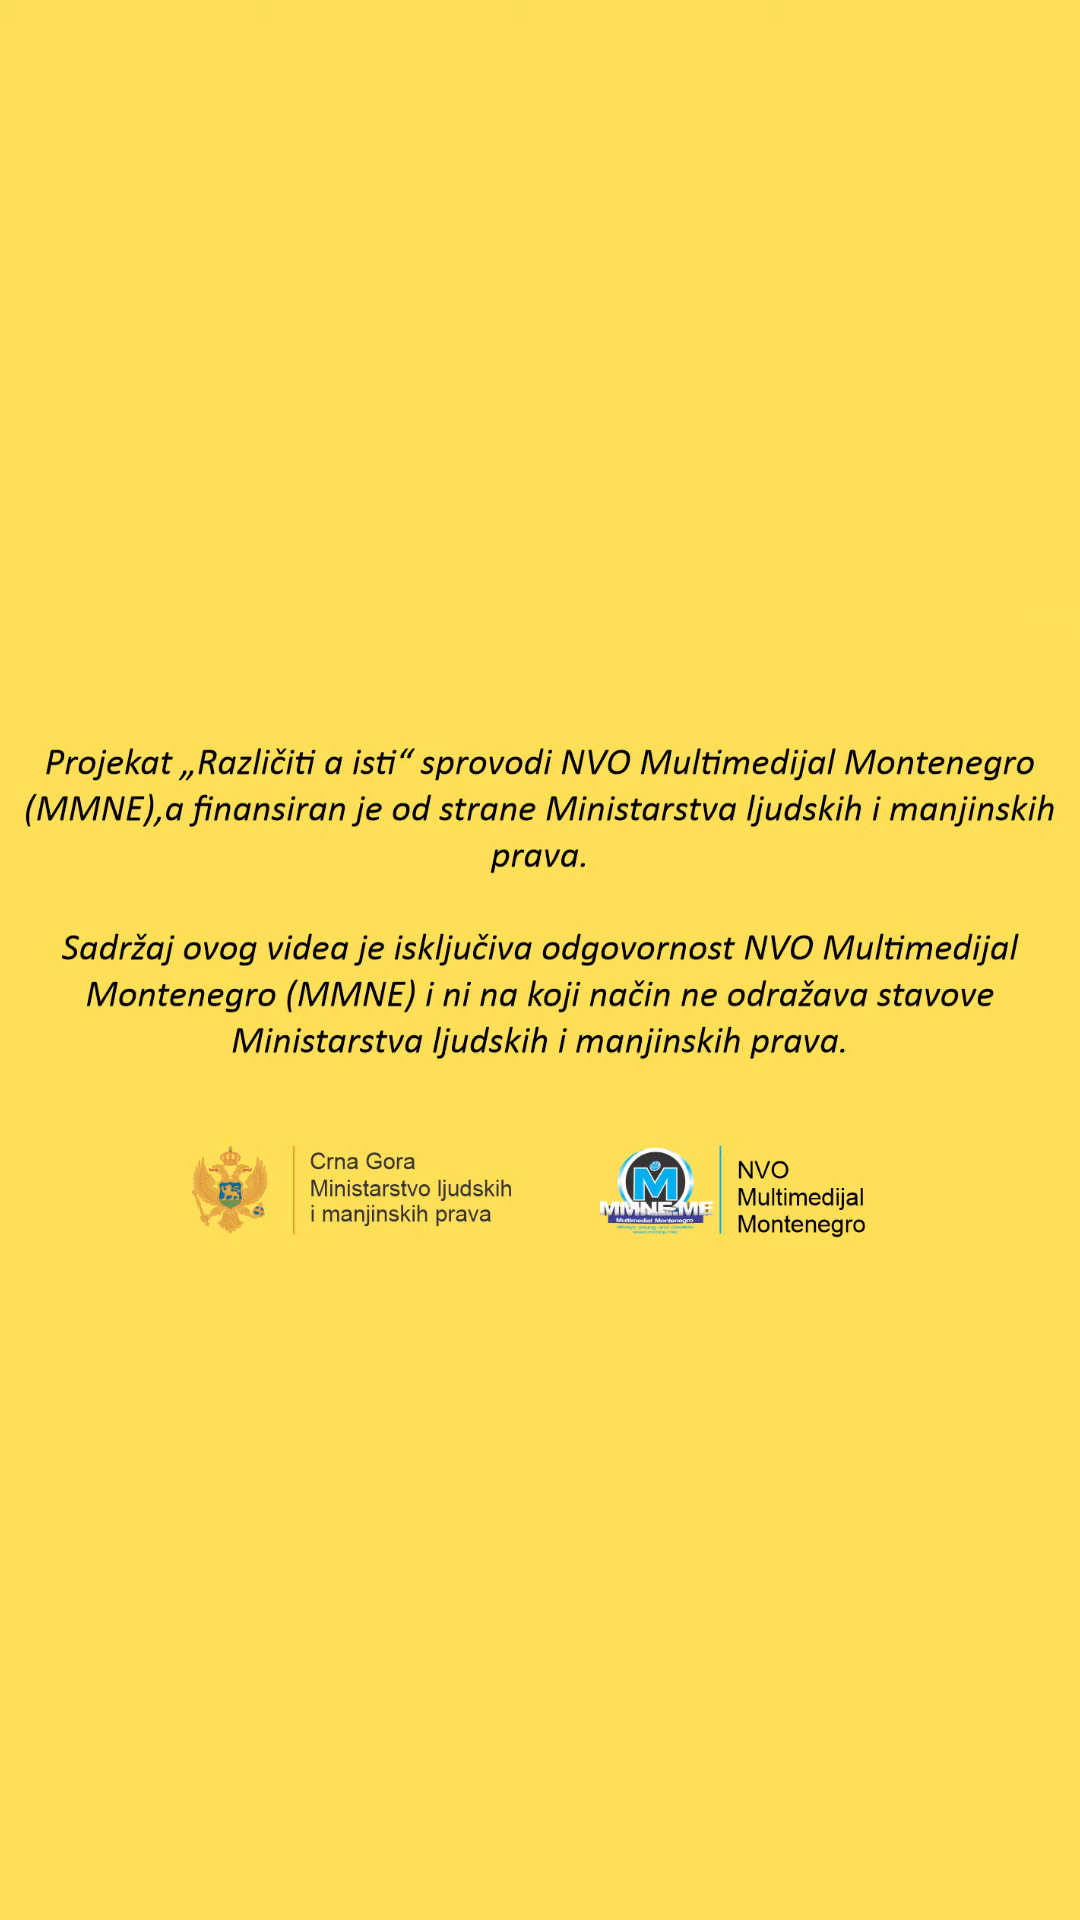 Projekat „Različiti a isti“ sprovodi NVO Multimedijal Montenegro
(MMNE),a finansiran je od strane Ministarstva ljudskih i manjinskih
prava.
Sadržaj ovog videa je isključiva odgovornost NVO Multimedijal
Montenegro (MMNE) i ni na koji način ne odražava stavove
Ministarstva ljudskih i manjinskih prava.
Crna Gora
Ministarstvo ljudskih
i manjinskih prava
M
MMNE.ME
Multimedial Montenegro
NVO
Multimedijal
Montenegro